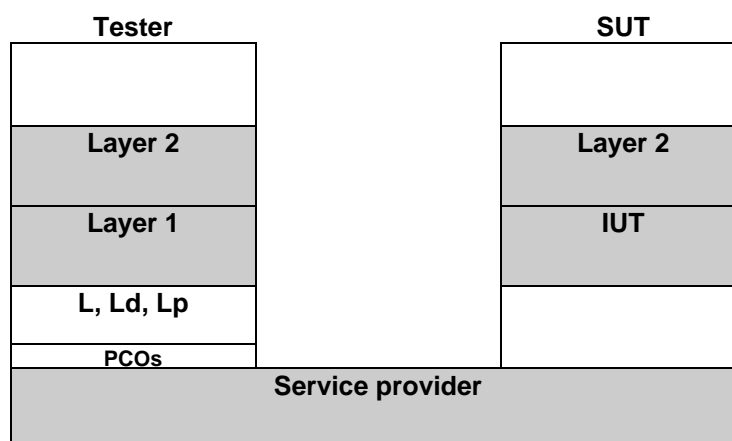 Tester
SUT
Layer 2
Layer 2
Layer 1
IUT
L, Ld, Lp
PCOs
Service provider